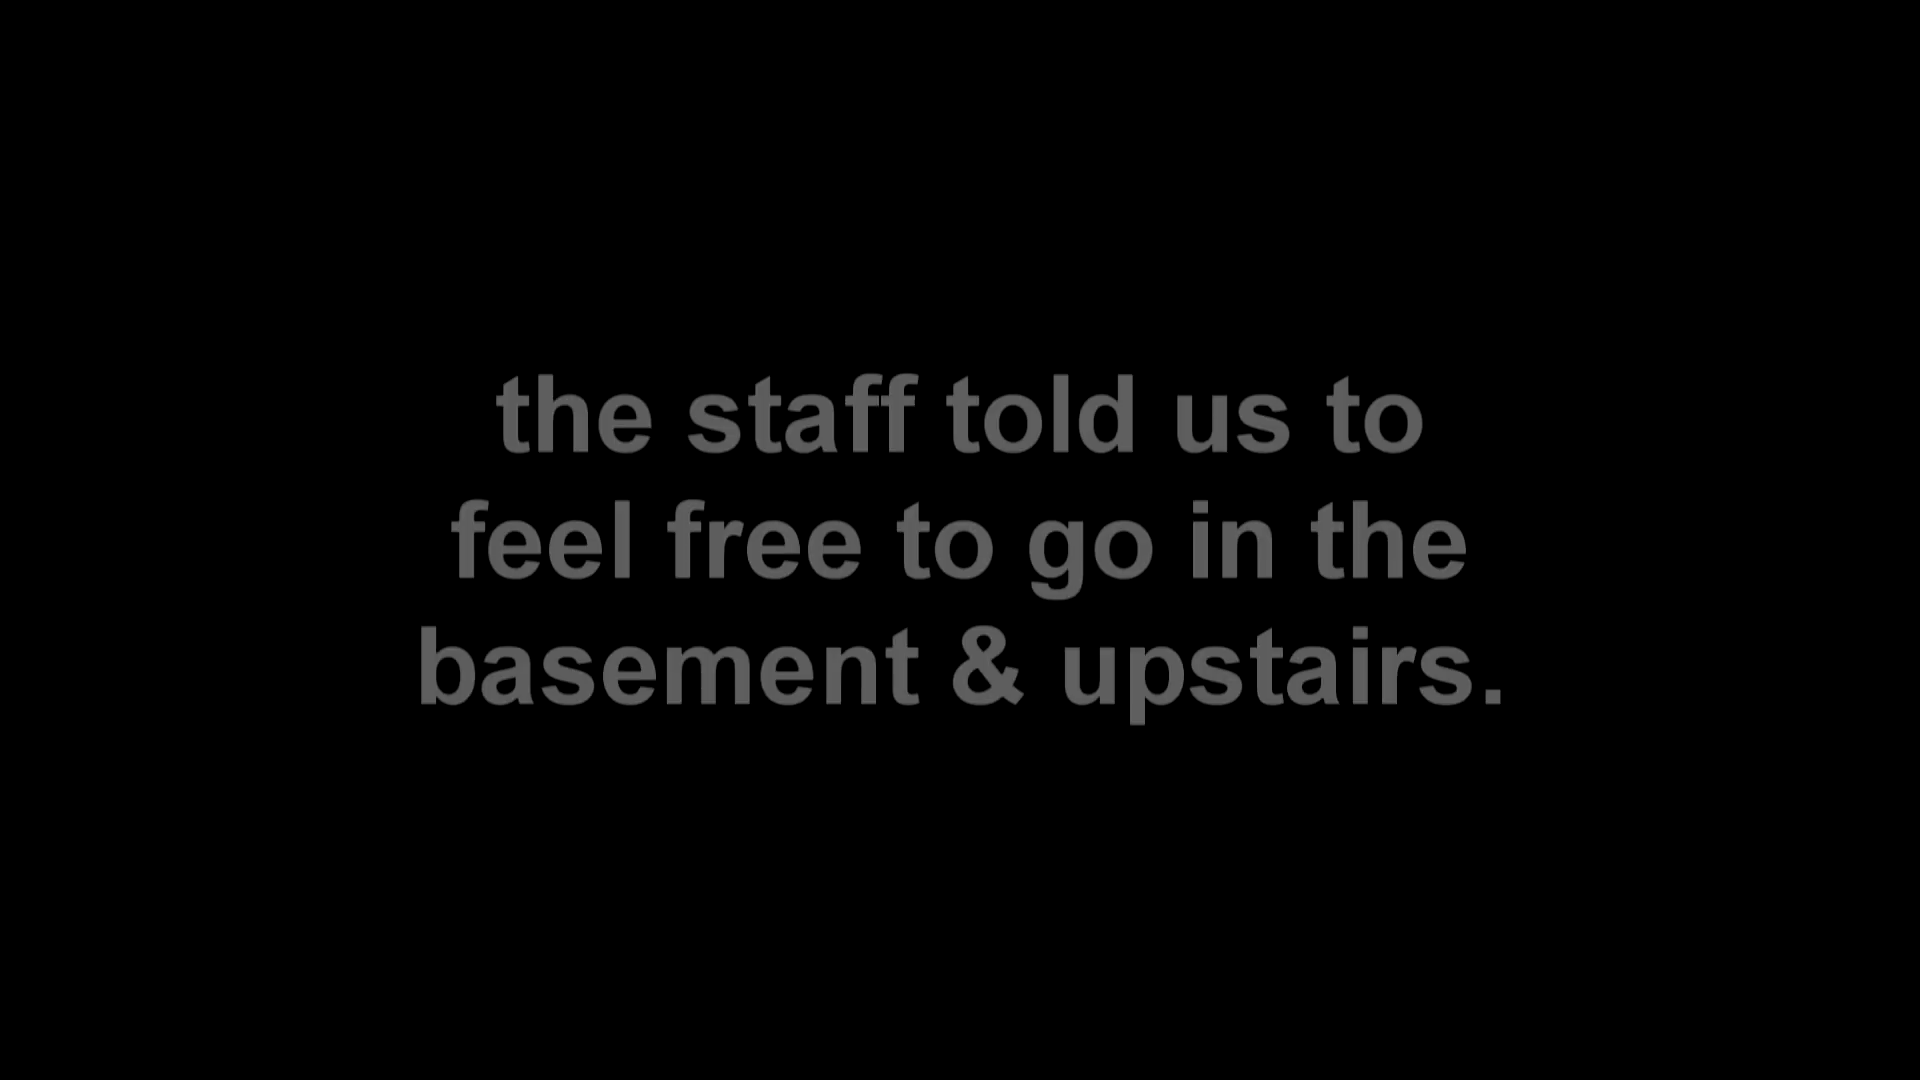 the staff told us to
feel free to go in the
basement & upstairs.